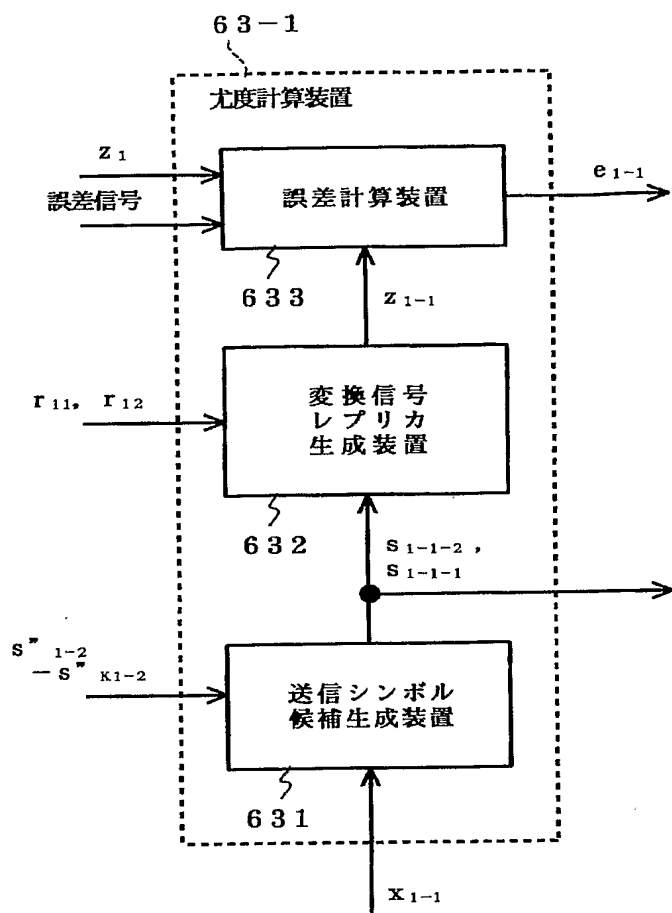 63-1
尤度計算装置
z₁
誤差信号
誤差計算装置
e₁₋₁
633
z₁₋₁
r₁₁, r₁₂
変換信号
レプリカ
生成装置
632
s₁₋₁₋₂,
s₁₋₁₋₁
s”₁₋₂
－s”K₁₋₂
送信シンボル
候補生成装置
631
x₁₋₁